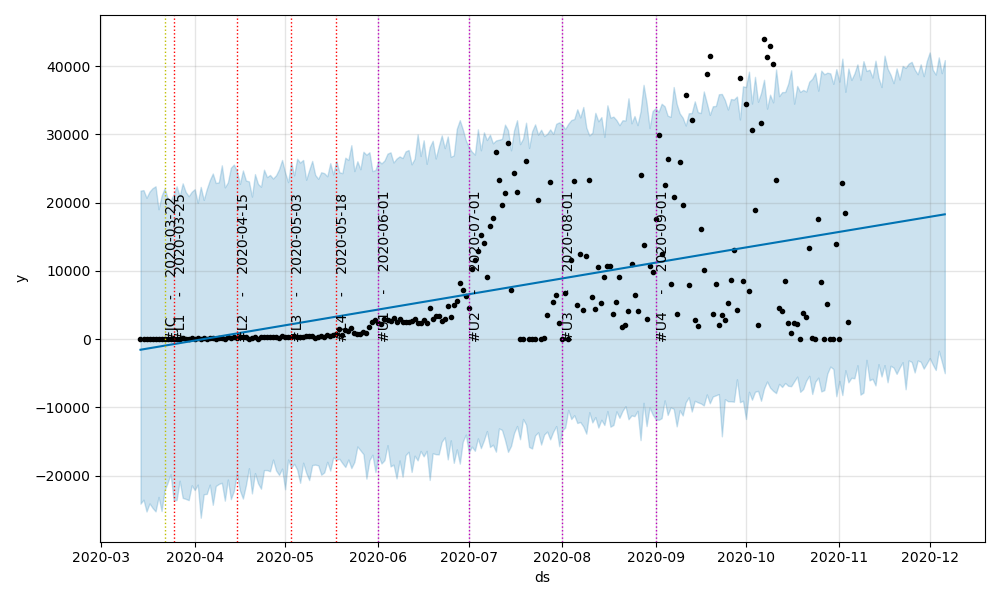 y
40000
30000
20000
10000
0
−10000
−20000
#JC - 2020-03-22
#L1 - 2020-03-25
#L2 - 2020-04-15
#L3 - 2020-05-03
#L4 - 2020-05-18
#U1 - 2020-06-01
#U2 - 2020-07-01
#U3 - 2020-08-01
#U4 - 2020-09-01
2020-03 2020-04 2020-05 2020-06 2020-07 2020-08 2020-09 2020-10 2020-11 2020-12
ds